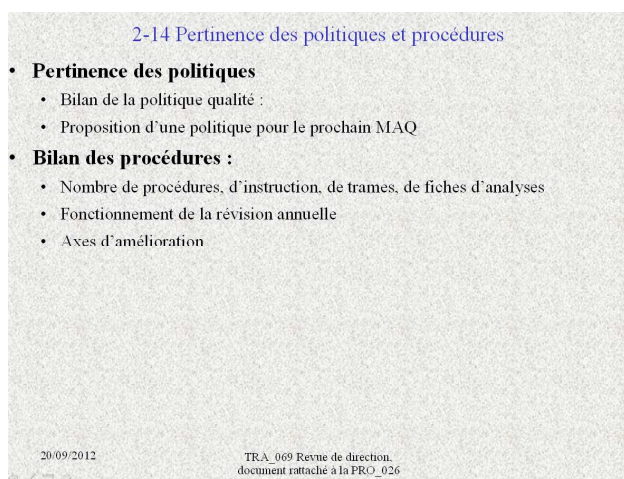 2-14 Pertinence des politiques et procédures
• Pertinence des politiques
• Bilan de la politique qualité :
• Proposition d’une politique pour le prochain MAQ
• Bilan des procédures :
• Nombre de procédures, d’instruction, de trames, de fiches d’analyses
• Fonctionnement de la révision annuelle
• Axes d’amélioration
20/09/2012
TRA_069 Revue de direction,
document rattaché à la PRO_026